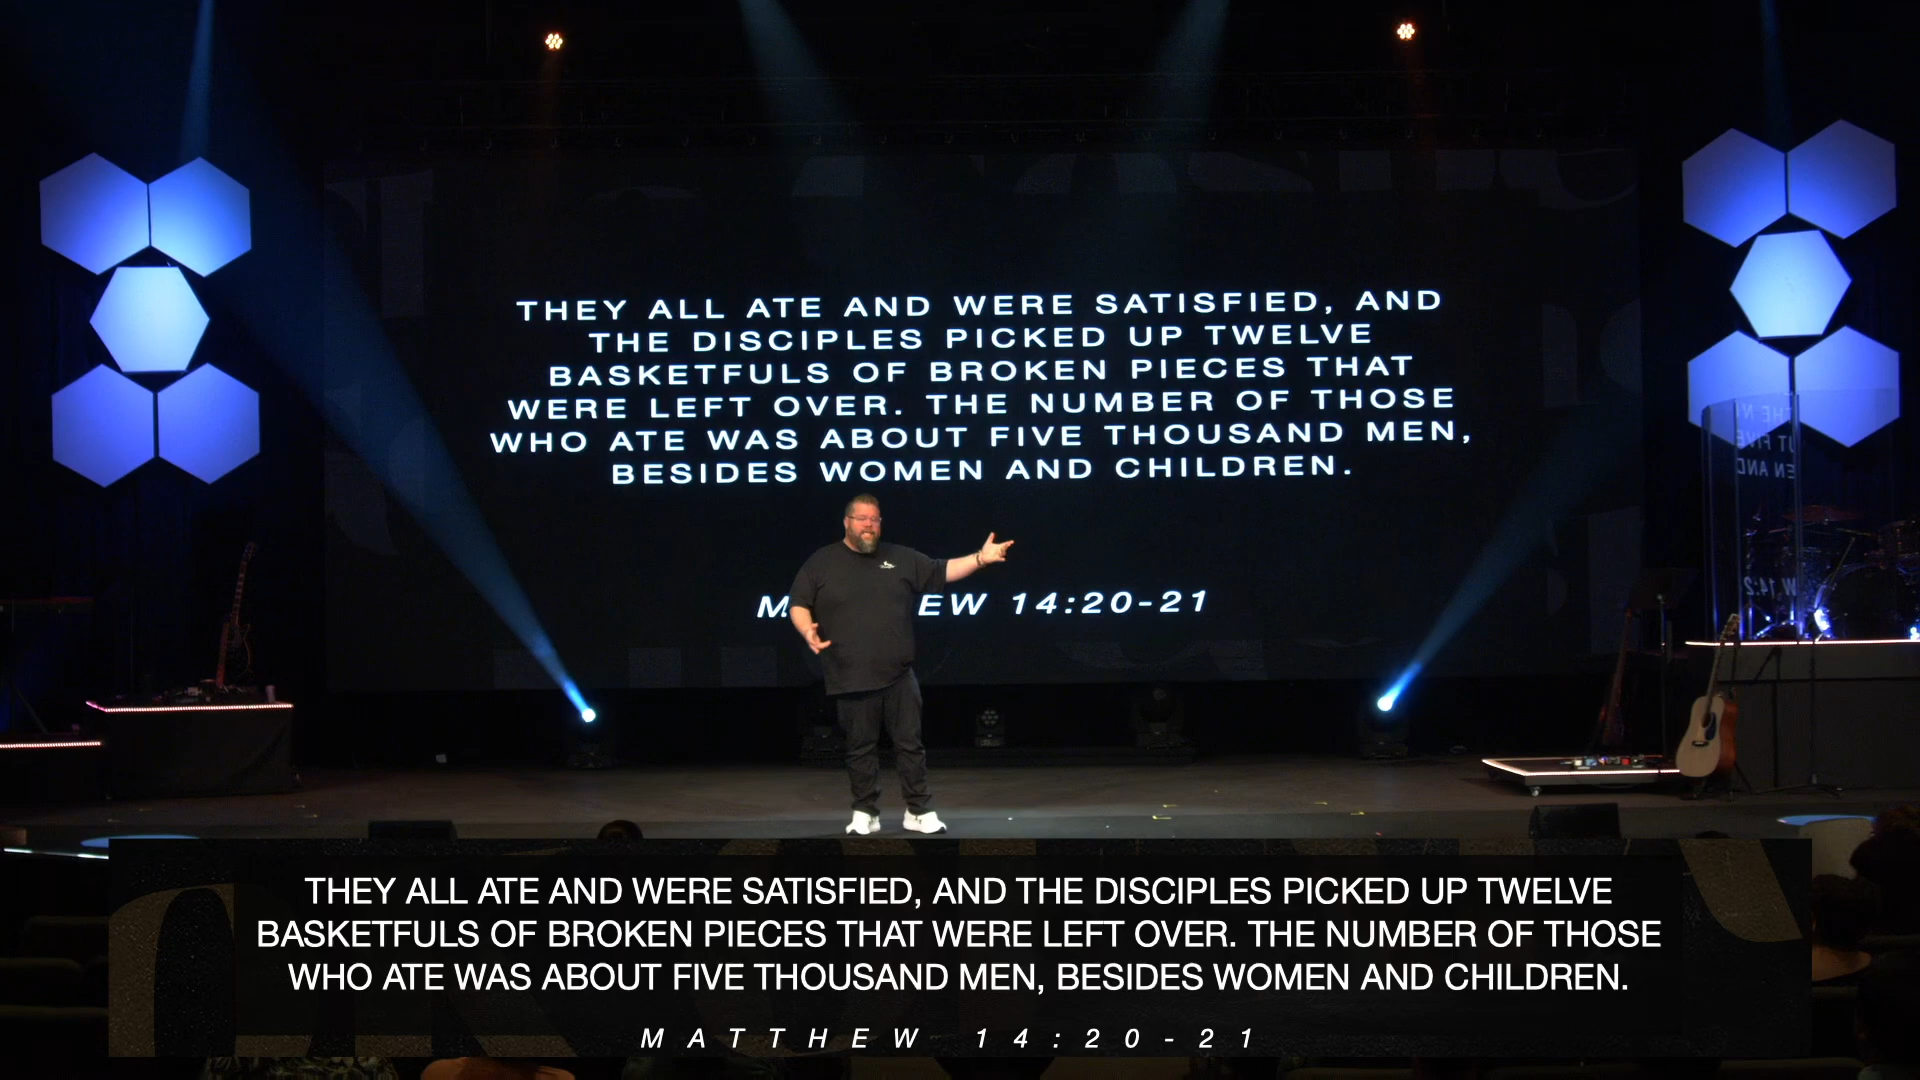 THEY ALL ATE AND WERE SATISFIED, AND
THE DISCIPLES PICKED UP TWELVE
BASKETFULS OF BROKEN PIECES THAT
WERE LEFT OVER. THE NUMBER OF THOSE
WHO ATE WAS ABOUT FIVE THOUSAND MEN,
BESIDES WOMEN AND CHILDREN.
EW 14:20-21
THEY ALL ATE AND WERE SATISFIED, AND THE DISCIPLES PICKED UP TWELVE
BASKETFULS OF BROKEN PIECES THAT WERE LEFT OVER. THE NUMBER OF THOSE
WHO ATE WAS ABOUT FIVE THOUSAND MEN, BESIDES WOMEN AND CHILDREN.
MATTHEW 14:20-21